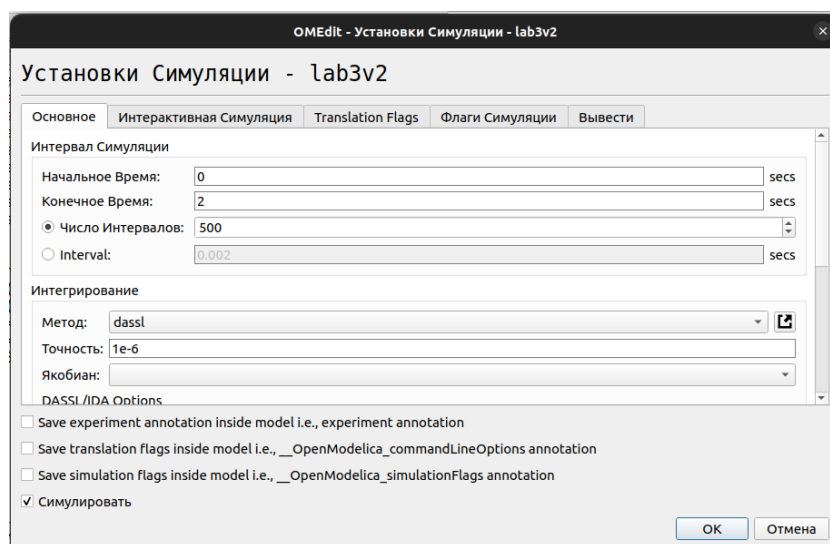 OMEdit - Установки Симуляции - lab3v2
Установки Симуляции - lab3v2
Основное Интерактивная Симуляция Translation Flags Флаги Симуляции Вывести
Интервал Симуляции
Начальное Время: 0 secs
Конечное Время: 2 secs
Число Интервалов: 500
Interval: 0.002 secs
Интегрирование
Метод: dassl
Точность: 1e-6
Якобиан:
DASSL/IDA Options
Save experiment annotation inside model i.e., experiment annotation
Save translation flags inside model i.e., __OpenModelica_commandLineOptions annotation
Save simulation flags inside model i.e., __OpenModelica_simulationFlags annotation
Симулировать
OK Отмена